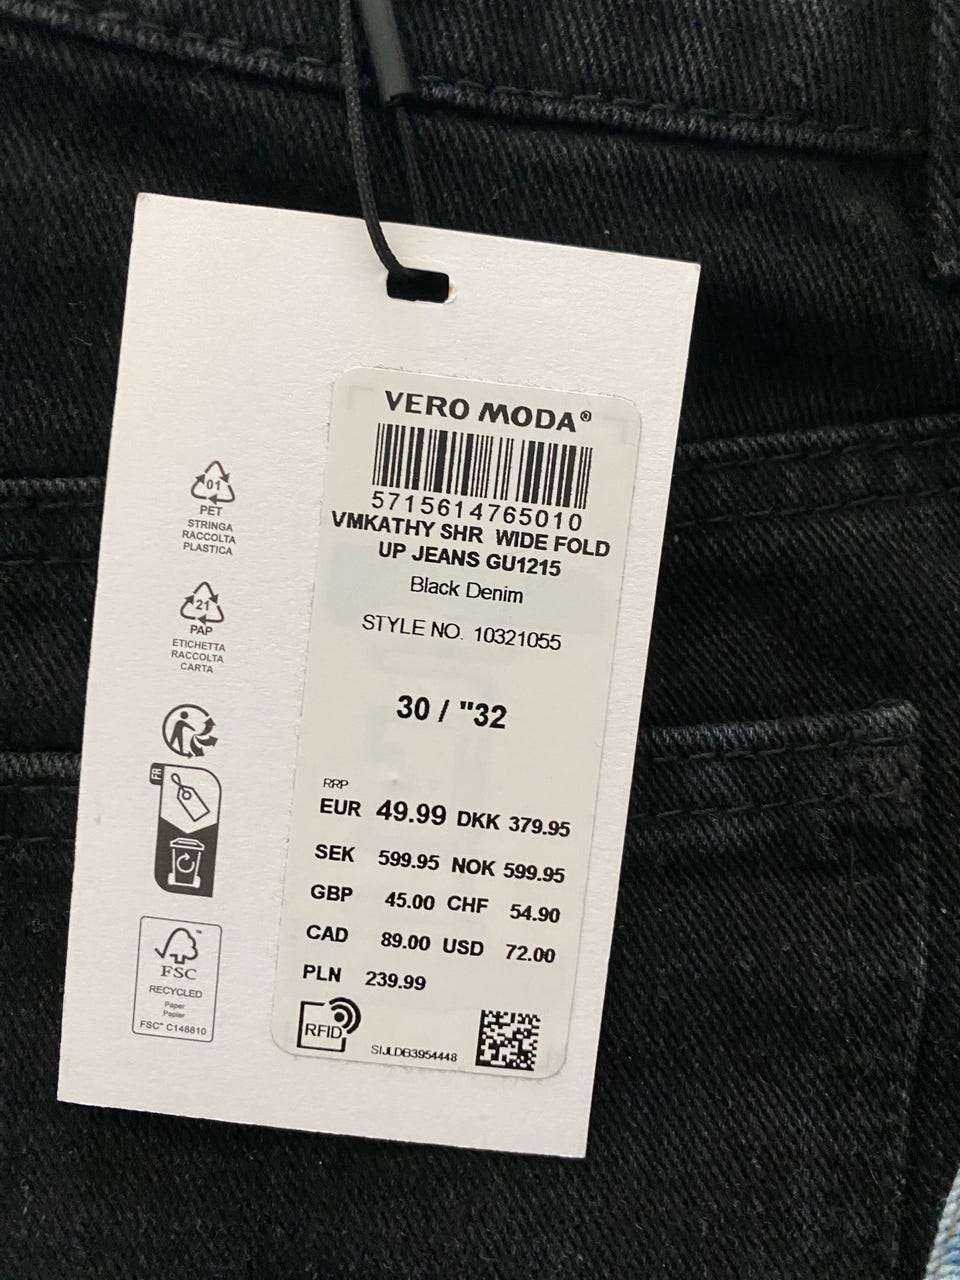 VERO MODA®
5715614765010
VMKATHY SHR WIDE FOLD
UP JEANS GU1215
Black Denim
STYLE NO. 10321055
30 / "32
RRP
EUR 49.99 DKK 379.95
SEK 599.95 NOK 599.95
GBP 45.00 CHF 54.90
CAD 89.00 USD 72.00
PLN 239.99
RFID
SIJLDB3954448
01
PET
STRINGA
RACCOLTA
PLASTICA
21
PAP
ETICHETTA
RACCOLTA
CARTA
FR
FSC™
RECYCLED
Paper
Papier
FSC™ C148810